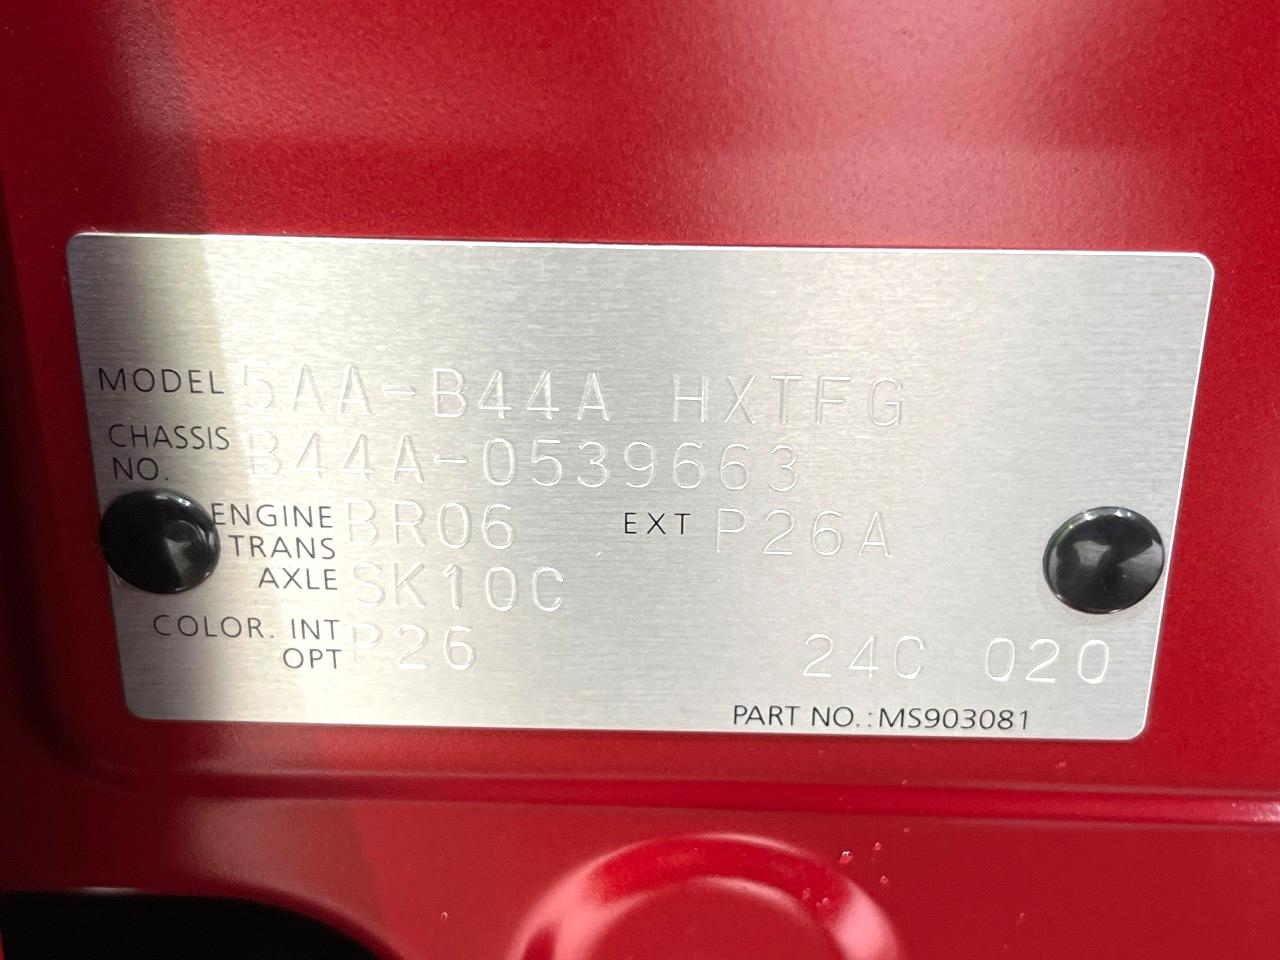 MODEL 5AA-B44A HXTFG
CHASSIS NO. B44A-0539663
ENGINE BR06 EXT P26A
TRANS AXLE SK10C
COLOR. INT OPT P26 24C 020
PART NO.:MS903081